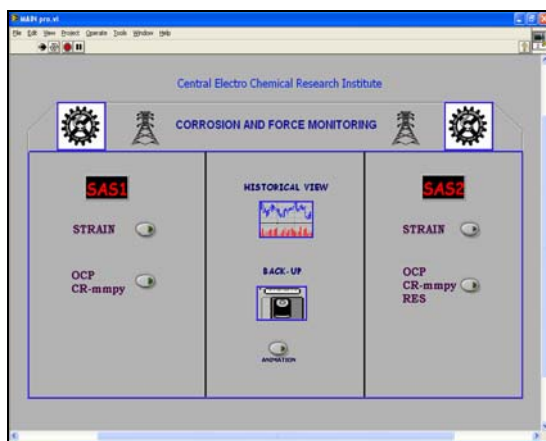 MAIN pro.vi
File Edit View Project Operate Tools Window Help
Central Electro Chemical Research Institute
CORROSION AND FORCE MONITORING
SAS1
STRAIN
OCP
CR-mmpy
HISTORICAL VIEW
BACK-UP
ANIMATION
SAS2
STRAIN
OCP
CR-mmpy
RES